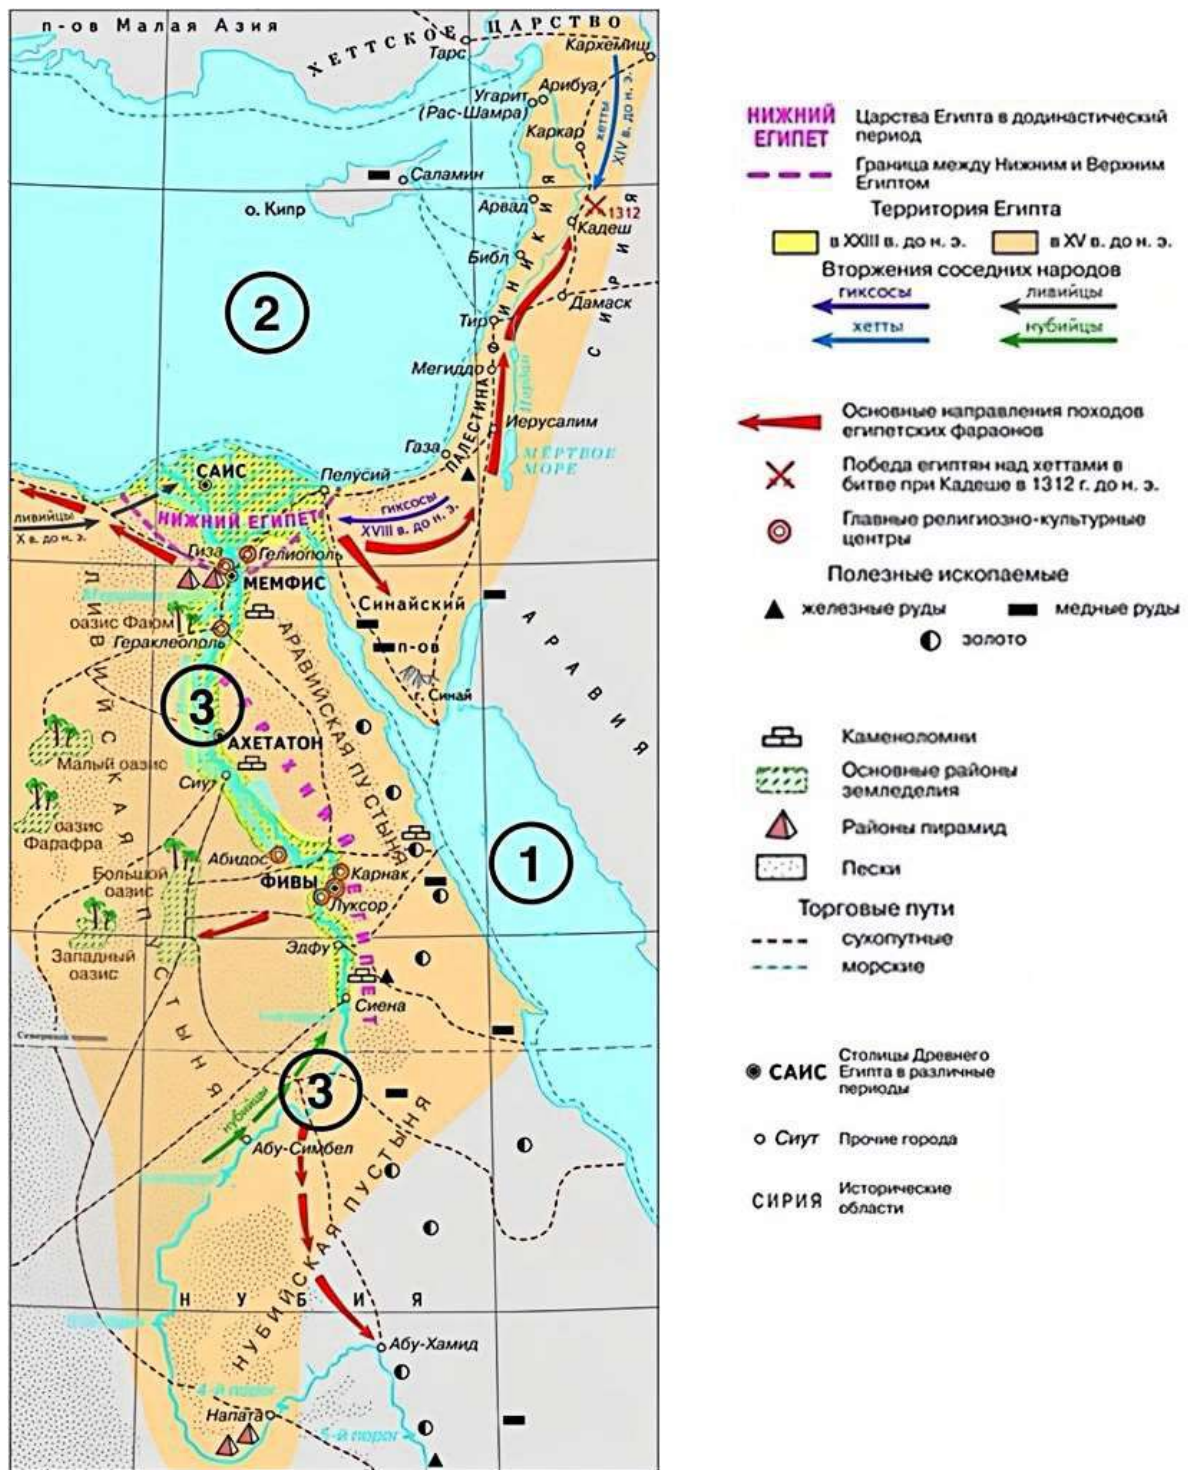 п-ов Малая Азия
ХЕТТСКОЕ ЦАРСТВО
Тарс
Кархемиш
Арибуа
Угарит
(Рас-Шамра)
хетты
XIV в. до н. э.
Каркар
Саламин
о. Кипр
Арвад
1312
Кадеш
ФИНИКИЯ
СИРИЯ
Библ
2
Дамаск
Тир
Мегиддо
Иордан
ПАЛЕСТИНА
Иерусалим
Газа
МЁРТВОЕ
МОРЕ
САИС
Пелусий
ливийцы
X в. до н. э.
НИЖНИЙ ЕГИПЕТ
гиксосы
XVIII в. до н. э.
Гиза
Гелиополь
МЕМФИС
Синайский
п-ов
оазис Фаюм
Гераклеополь
г. Синай
АРАВИЯ
ЛИВИЙСКАЯ ПУСТЫНЯ
АРАВИЙСКАЯ ПУСТЫНЯ
3
ВЕРХНИЙ ЕГИПЕТ
АХЕТАТОН
Малый оазис
Сиут
оазис
Фарафра
Абидос
Большой
оазис
ФИВЫ
Карнак
Луксор
1
Западный
оазис
Эдфу
Сиена
Северный
3
нубийцы
Абу-Симбел
НУБИЙСКАЯ ПУСТЫНЯ
НУБИЯ
Абу-Хамид
4-й порог
Напата
5-й порог
НИЖНИЙ
ЕГИПЕТ
Царства Египта в додинастический
период
Граница между Нижним и Верхним
Египтом
Территория Египта
в XXIII в. до н. э.
в XV в. до н. э.
Вторжения соседних народов
гиксосы
ливийцы
хетты
нубийцы
Основные направления походов
египетских фараонов
Победа египтян над хеттами в
битве при Кадеше в 1312 г. до н. э.
Главные религиозно-культурные
центры
Полезные ископаемые
железные руды
медные руды
золото
Каменоломни
Основные районы
земледелия
Районы пирамид
Пески
Торговые пути
сухопутные
морские
САИС
Столицы Древнего
Египта в различные
периоды
Сиут
Прочие города
СИРИЯ
Исторические
области